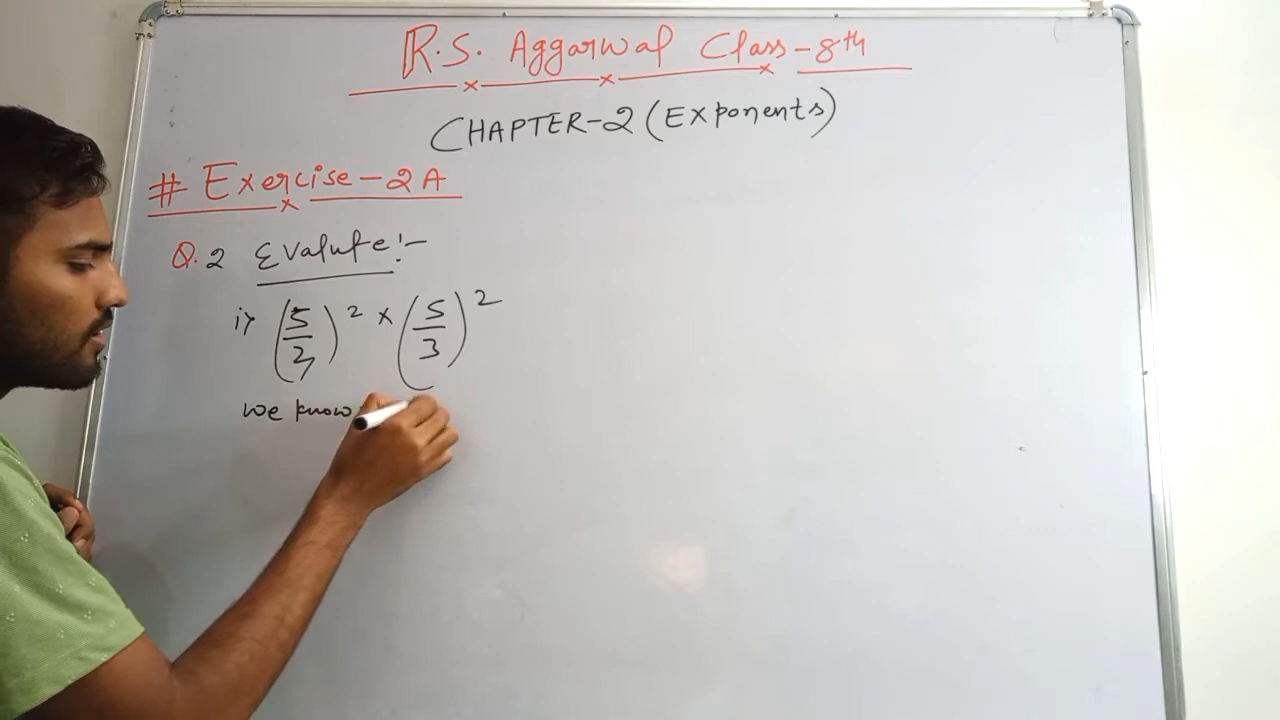 R.S. Aggarwal Class-8th
CHAPTER-2 (Exponents)
# Exercise-2A
Q.2 Evalute:-
i> (5/2)² × (5/3)²
we know